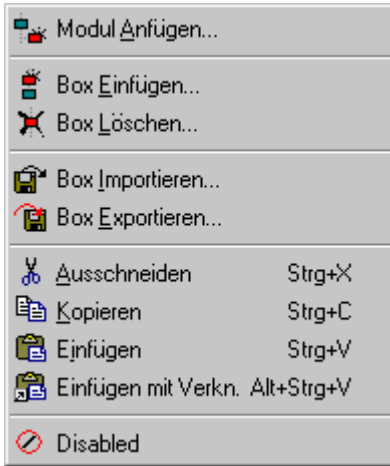 Modul Anfügen...
Box Einfügen...
Box Löschen...
Box Importieren...
Box Exportieren...
Ausschneiden Strg+X
Kopieren Strg+C
Einfügen Strg+V
Einfügen mit Verkn. Alt+Strg+V
Disabled